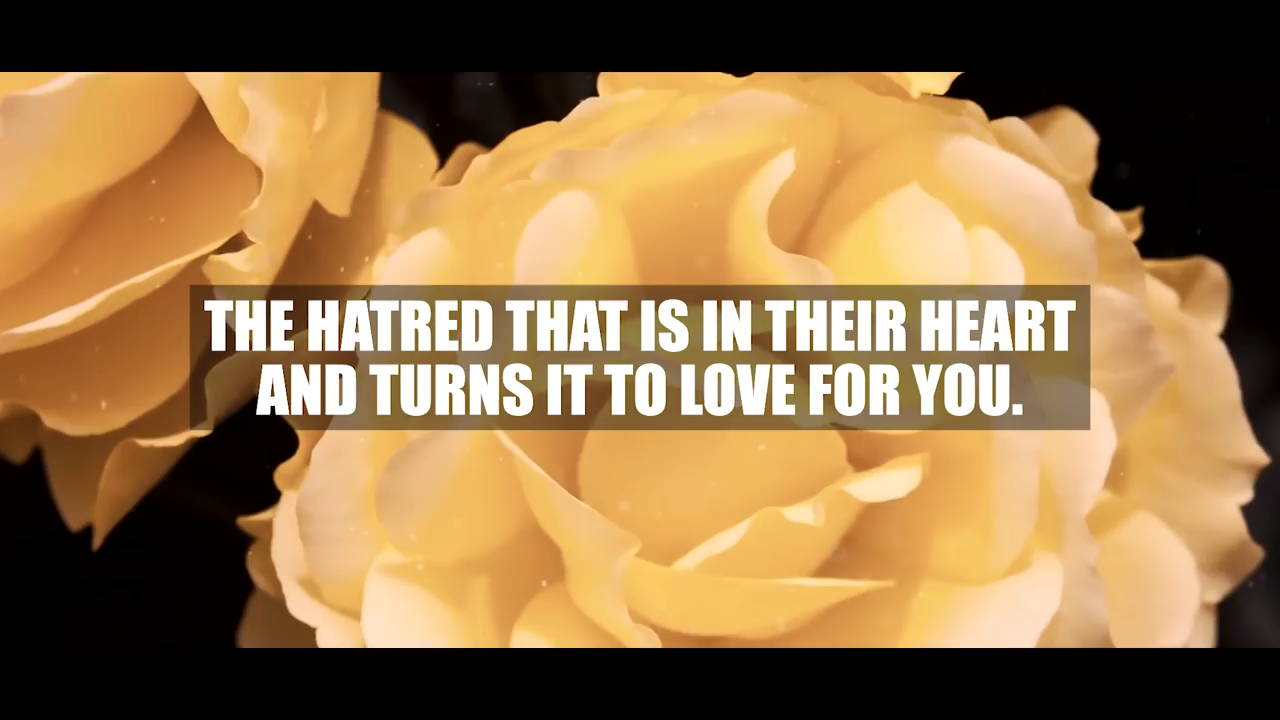 THE HATRED THAT IS IN THEIR HEART
AND TURNS IT TO LOVE FOR YOU.